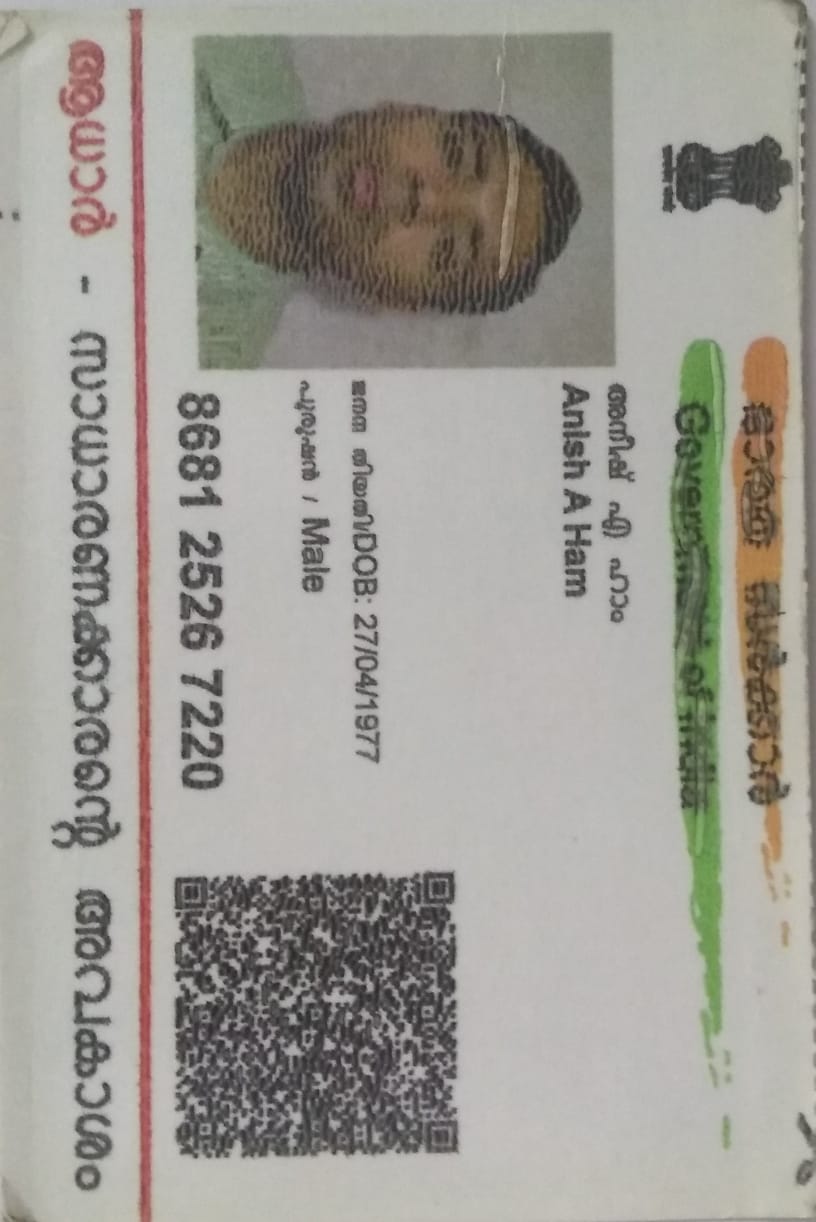 ഭാരത സർക്കാർ
Government of India
അനീഷ് എ ഹാം
Anish A Ham
ജനന തിയതി/DOB: 27/04/1977
പുരുഷൻ / Male
8681 2526 7220
ആധാർ - സാധാരണക്കാരന്റെ അവകാശം